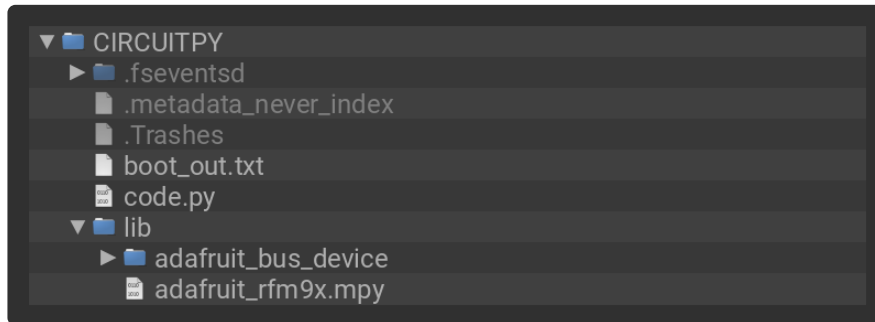 CIRCUITPY
.fseventsd
.metadata_never_index
.Trashes
boot_out.txt
code.py
lib
adafruit_bus_device
adafruit_rfm9x.mpy